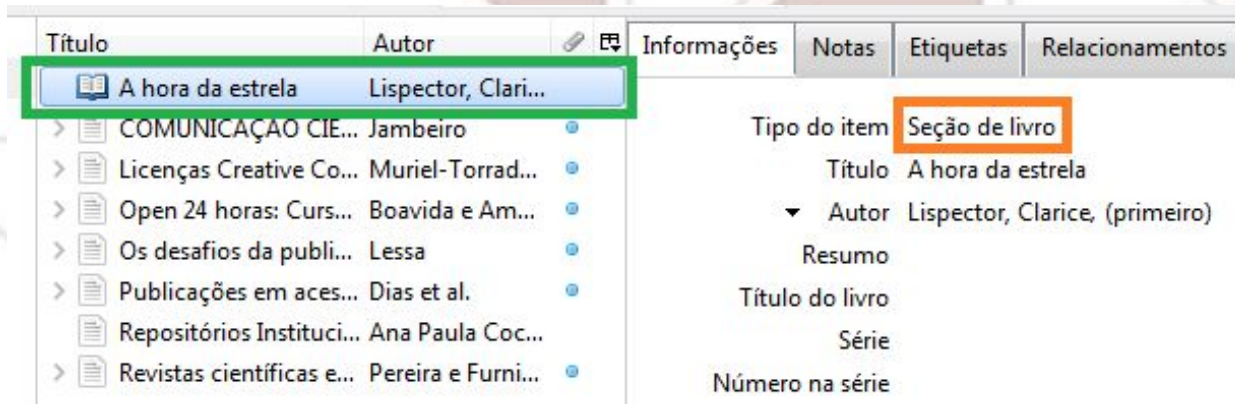 Título Autor
A hora da estrela Lispector, Clari...
COMUNICAÇÃO CIE... Jambeiro
Licenças Creative Co... Muriel-Torrad...
Open 24 horas: Curs... Boavida e Am...
Os desafios da publi... Lessa
Publicações em aces... Dias et al.
Repositórios Instituci... Ana Paula Coc...
Revistas científicas e... Pereira e Furni...
Informações Notas Etiquetas Relacionamentos
Tipo do item Seção de livro
Título A hora da estrela
Autor Lispector, Clarice, (primeiro)
Resumo
Título do livro
Série
Número na série